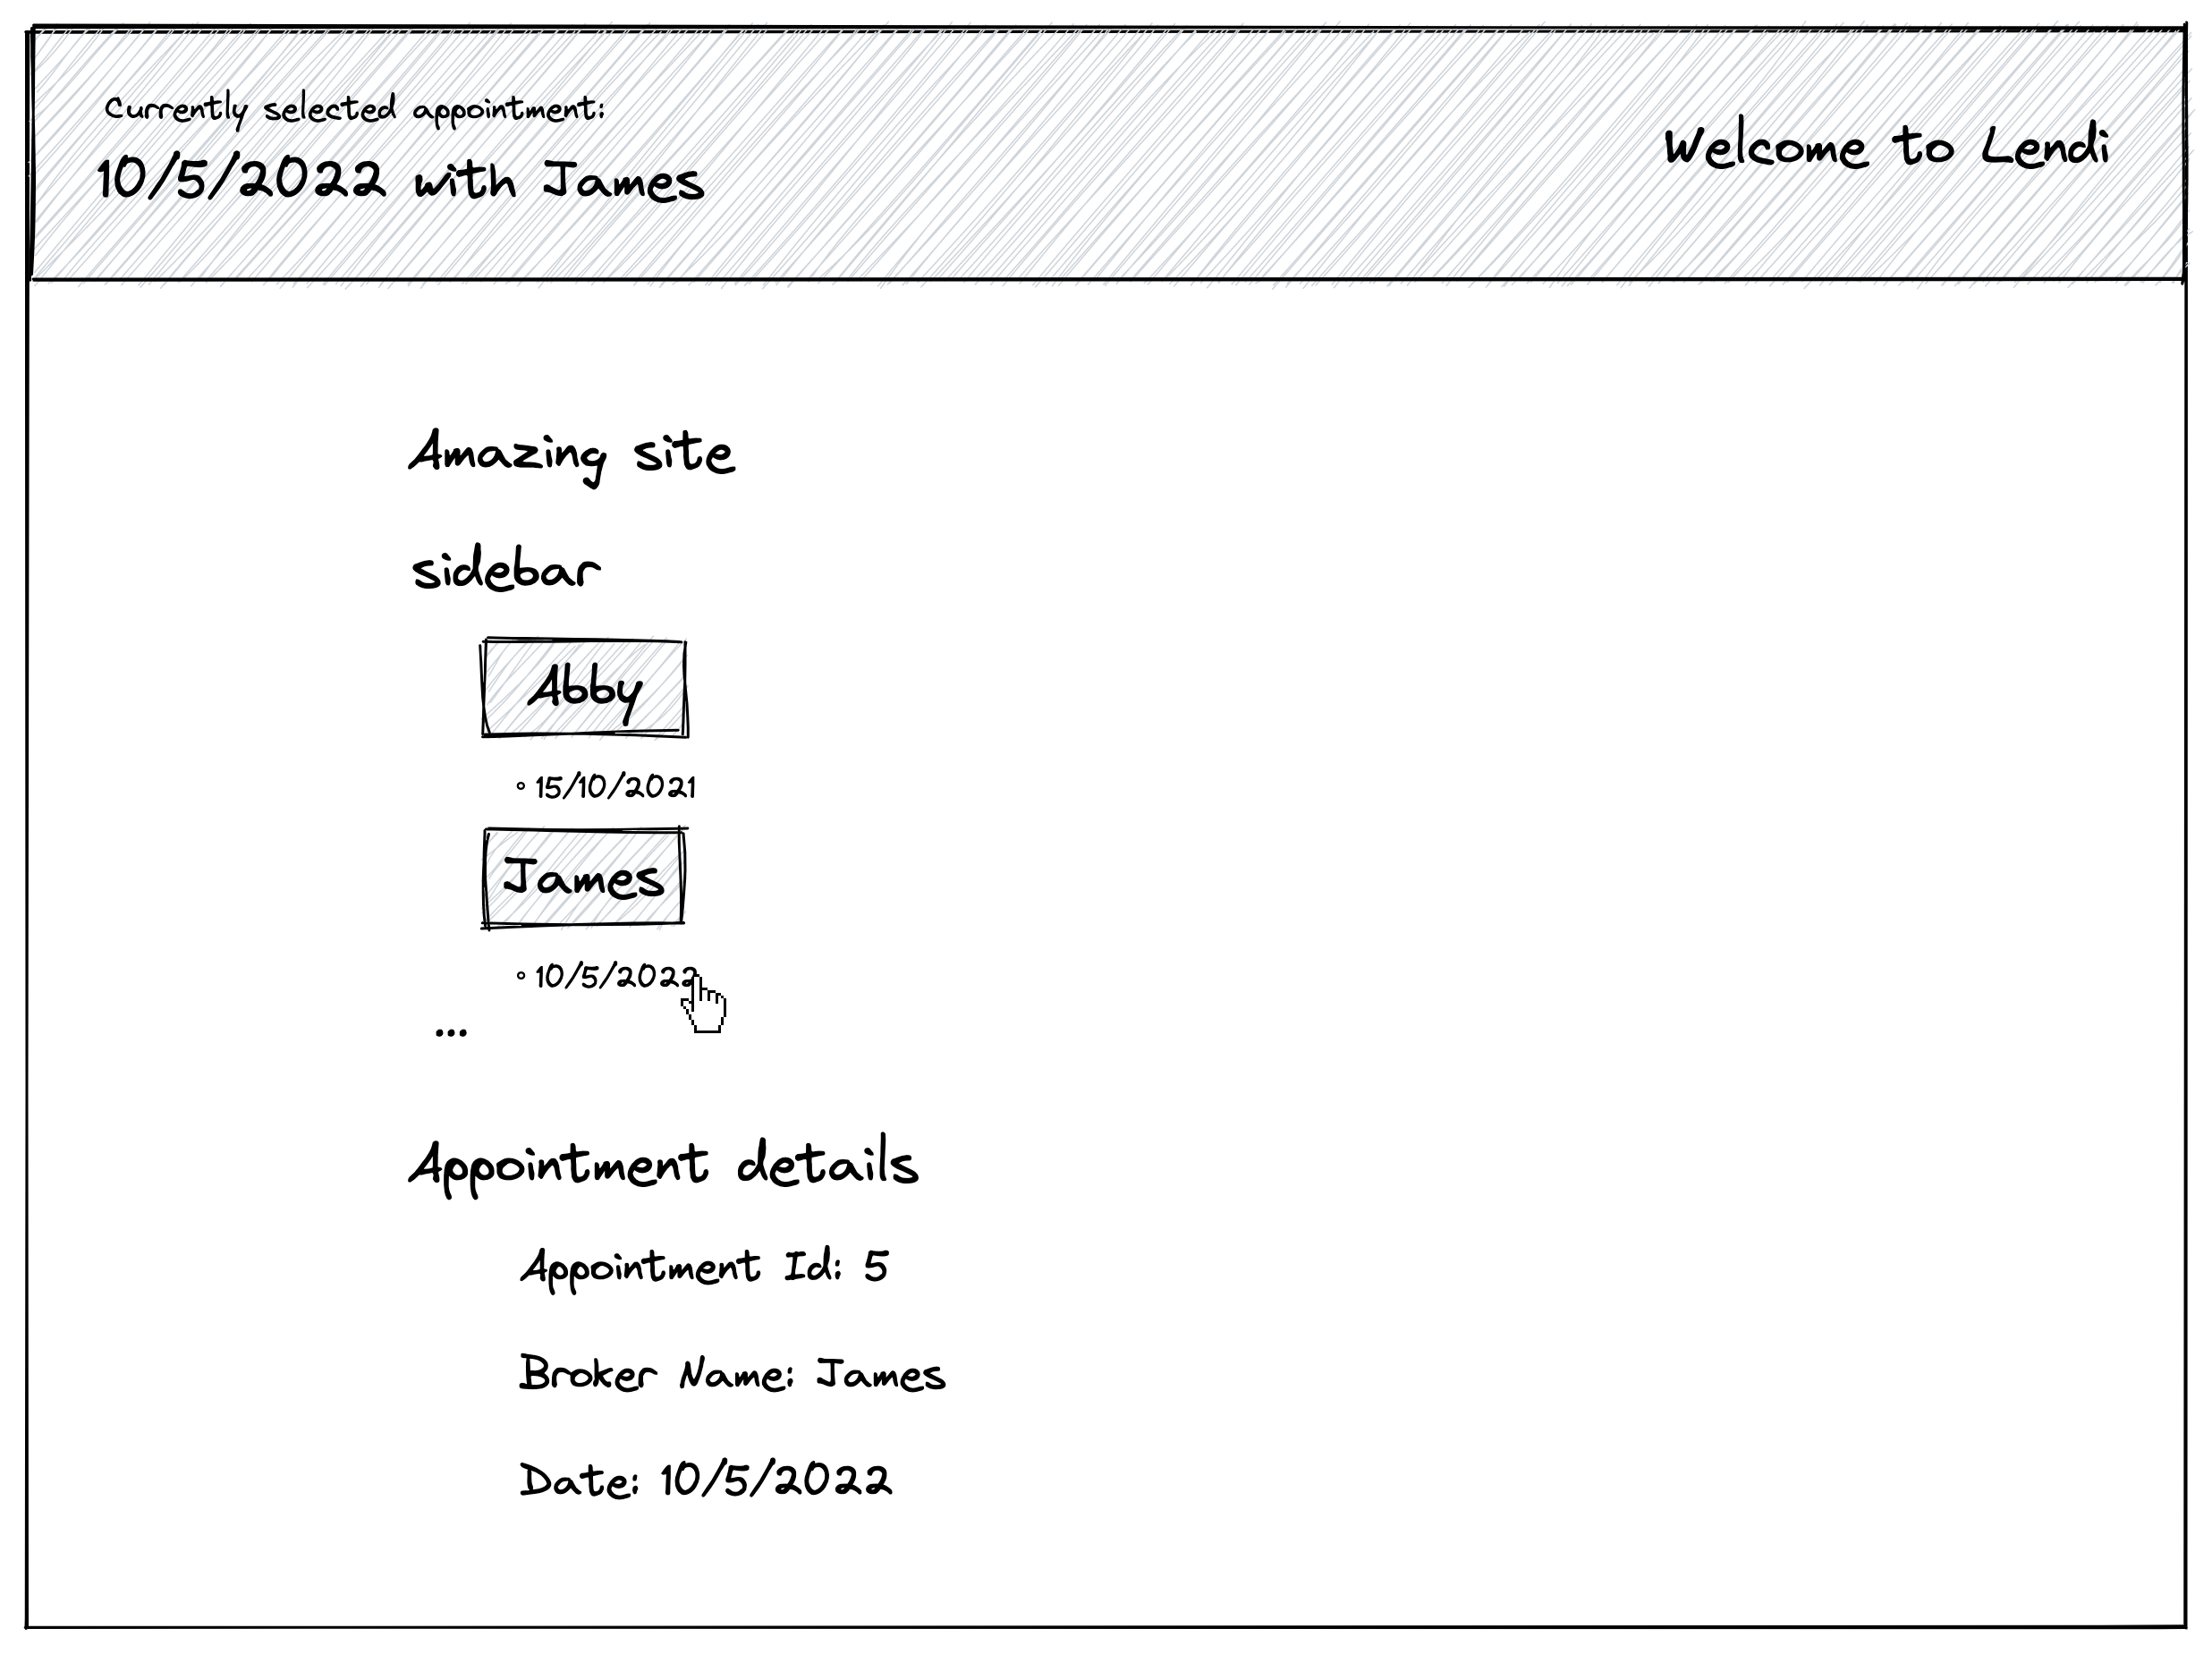 Currently selected appointment:
10/5/2022 with James
Welcome to Lendi
Amazing site
sidebar
Abby
15/10/2021
James
10/5/2022
...
Appointment details
Appointment Id: 5
Broker Name: James
Date: 10/5/2022